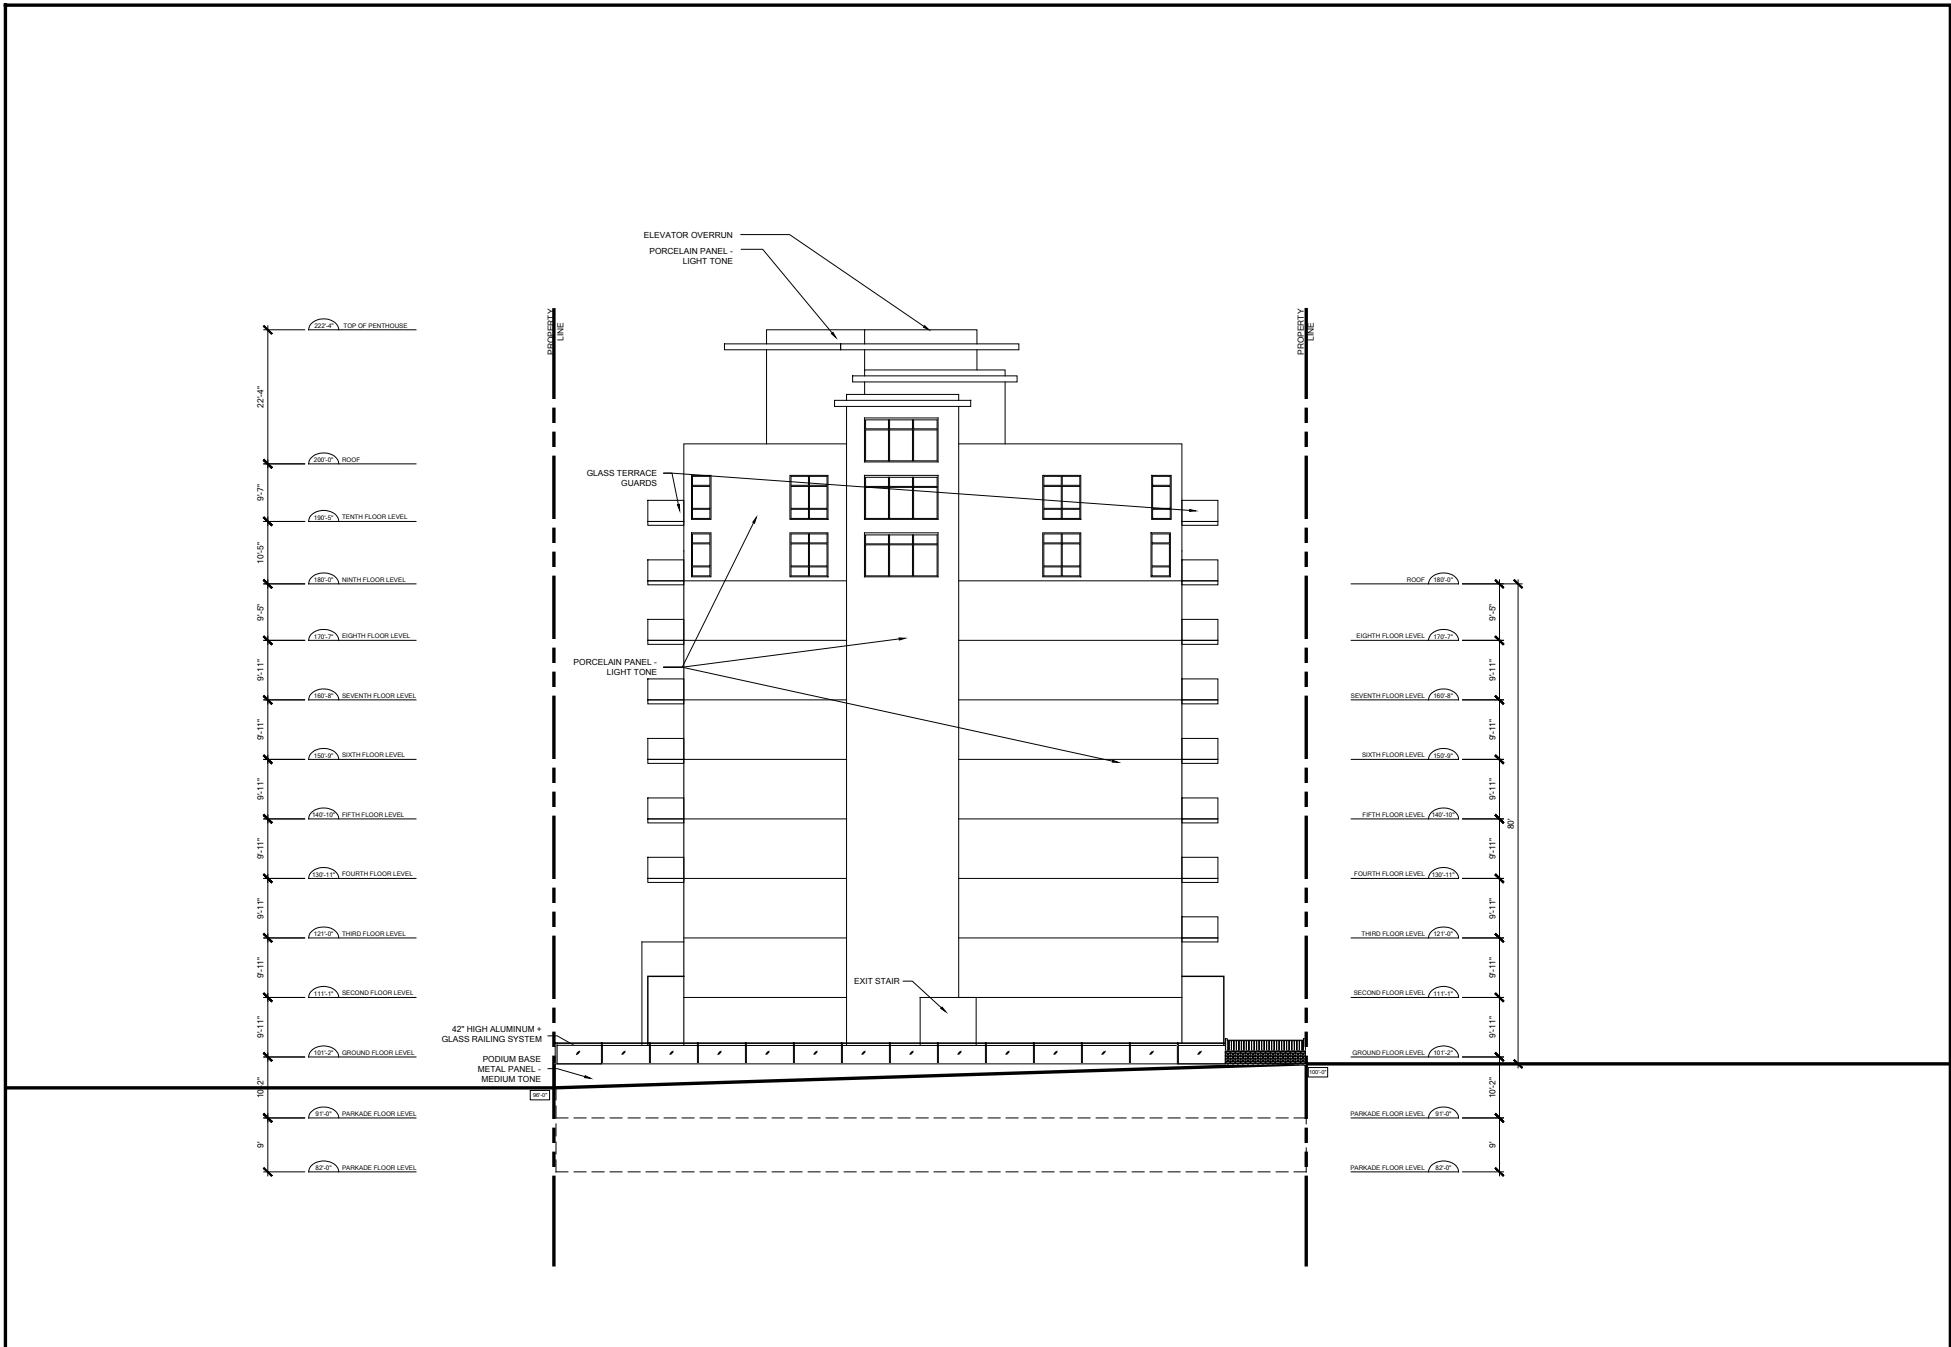 ELEVATOR OVERRUN
PORCELAIN PANEL -
LIGHT TONE
PROPERTY
LINE
PROPERTY
LINE
222'-4" TOP OF PENTHOUSE
22'-4"
200'-0" ROOF
GLASS TERRACE
GUARDS
9'-7"
190'-5" TENTH FLOOR LEVEL
10'-5"
180'-0" NINTH FLOOR LEVEL
ROOF 180'-0"
9'-5"
9'-5"
170'-7" EIGHTH FLOOR LEVEL
EIGHTH FLOOR LEVEL 170'-7"
PORCELAIN PANEL -
LIGHT TONE
9'-11"
9'-11"
160'-8" SEVENTH FLOOR LEVEL
SEVENTH FLOOR LEVEL 160'-8"
9'-11"
9'-11"
150'-9" SIXTH FLOOR LEVEL
SIXTH FLOOR LEVEL 150'-9"
9'-11"
9'-11"
140'-10" FIFTH FLOOR LEVEL
FIFTH FLOOR LEVEL 140'-10"
80'
9'-11"
9'-11"
130'-11" FOURTH FLOOR LEVEL
FOURTH FLOOR LEVEL 130'-11"
9'-11"
9'-11"
121'-0" THIRD FLOOR LEVEL
THIRD FLOOR LEVEL 121'-0"
9'-11"
9'-11"
EXIT STAIR
111'-1" SECOND FLOOR LEVEL
SECOND FLOOR LEVEL 111'-1"
9'-11"
9'-11"
42" HIGH ALUMINUM +
GLASS RAILING SYSTEM
101'-2" GROUND FLOOR LEVEL
GROUND FLOOR LEVEL 101'-2"
PODIUM BASE
METAL PANEL -
MEDIUM TONE
100'-0"
96'-0"
10'-2"
10'-2"
91'-0" PARKADE FLOOR LEVEL
PARKADE FLOOR LEVEL 91'-0"
9'
9'
82'-0" PARKADE FLOOR LEVEL
PARKADE FLOOR LEVEL 82'-0"